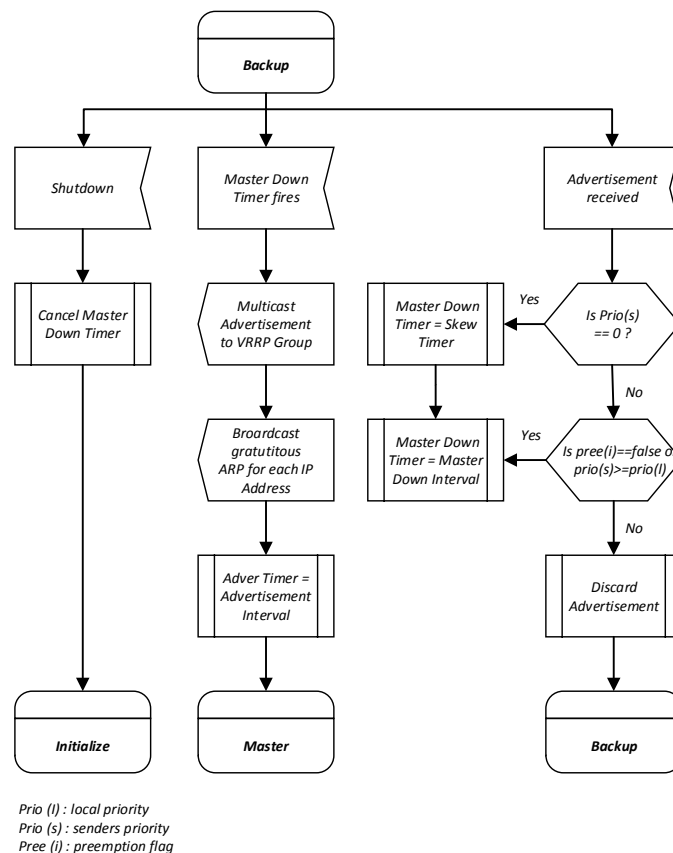 Backup
Shutdown
Master Down
Timer fires
Advertisement
received
Cancel Master
Down Timer
Multicast
Advertisement
to VRRP Group
Master Down
Timer = Skew
Timer
Yes
Is Prio(s)
== 0 ?
No
Broardcast
gratutitous
ARP for each IP
Address
Master Down
Timer = Master
Down Interval
Yes
Is pree(i)==false
prio(s)>=prio(I)
No
Adver Timer =
Advertisement
Interval
Discard
Advertisement
Initialize
Master
Backup
Prio (I) : local priority
Prio (s) : senders priority
Pree (i) : preemption flag